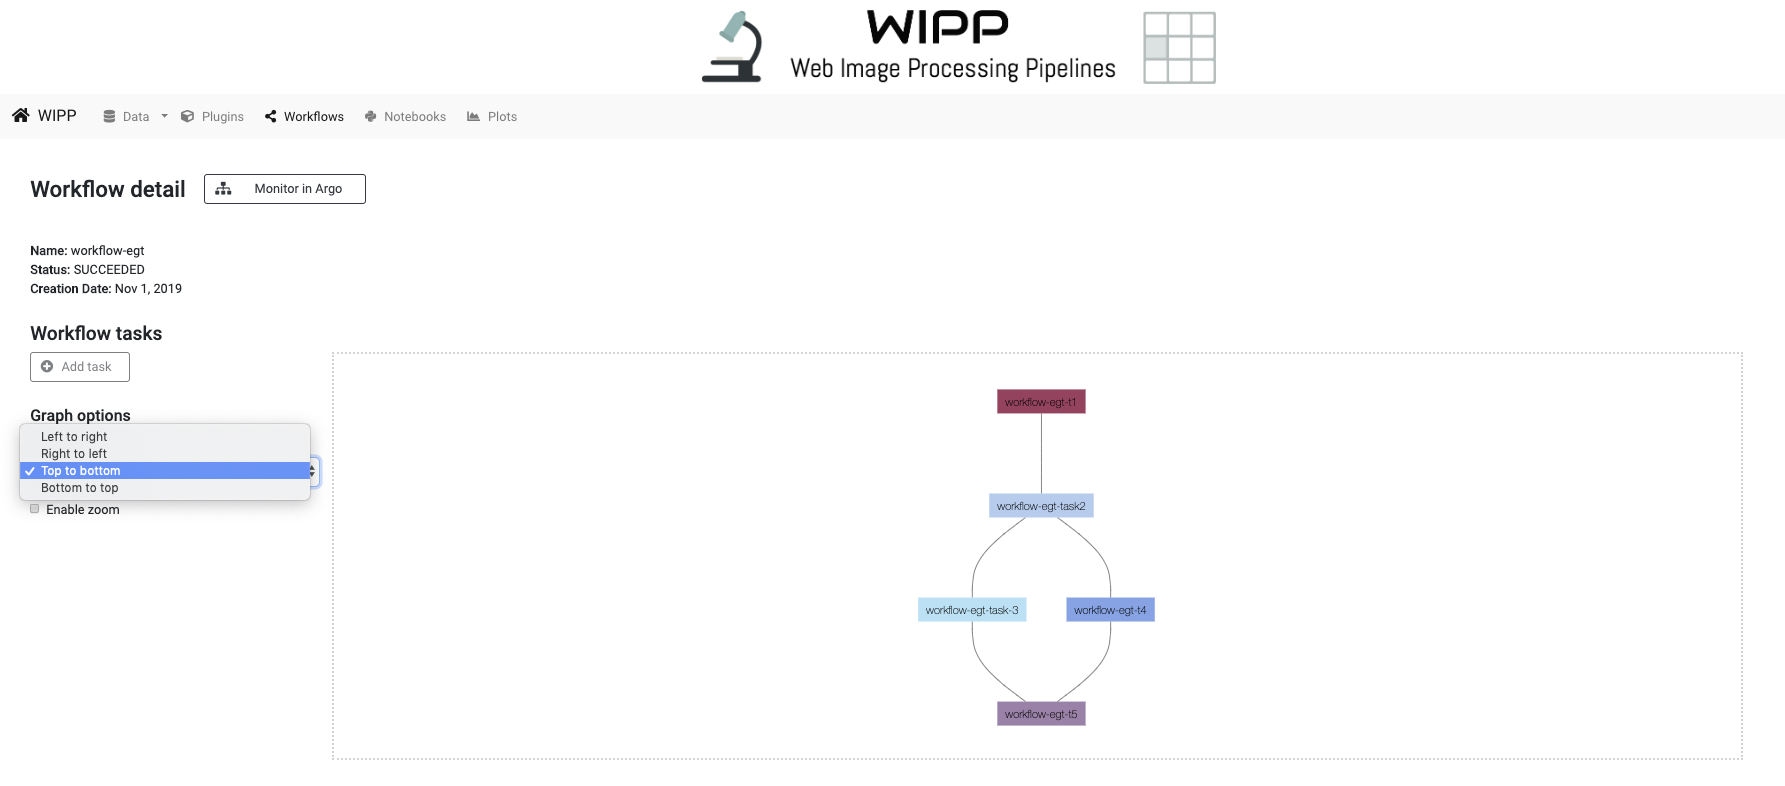 WIPP
Web Image Processing Pipelines
WIPP Data Plugins Workflows Notebooks Plots
Workflow detail Monitor in Argo
Name: workflow-egt
Status: SUCCEEDED
Creation Date: Nov 1, 2019
Workflow tasks
Add task
Graph options
Left to right
Right to left
Top to bottom
Bottom to top
Enable zoom
workflow-egt-t1
workflow-egt-task2
workflow-egt-task-3 workflow-egt-t4
workflow-egt-t5